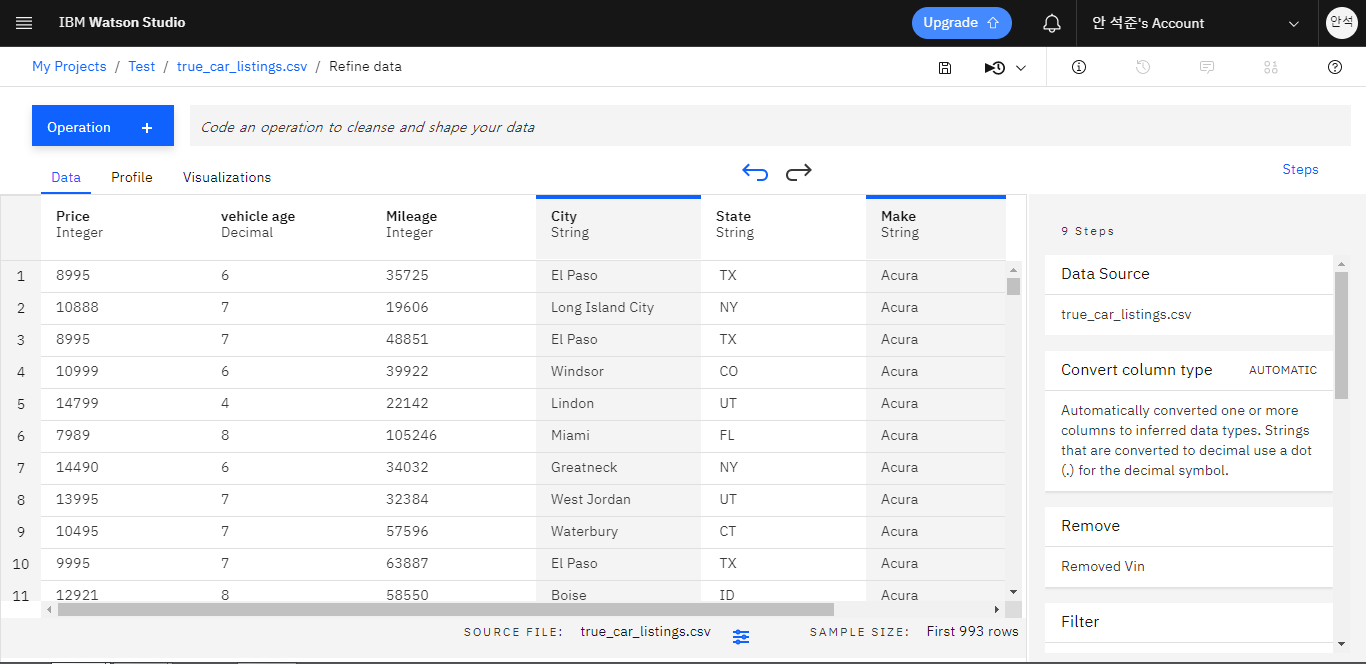 IBM Watson Studio
Upgrade
안 석준's Account
안석
My Projects / Test / true_car_listings.csv / Refine data
Operation +
Code an operation to cleanse and shape your data
Data Profile Visualizations
Steps
Price vehicle age Mileage City State Make
Integer Decimal Integer String String String
1 8995 6 35725 El Paso TX Acura
2 10888 7 19606 Long Island City NY Acura
3 8995 7 48851 El Paso TX Acura
4 10999 6 39922 Windsor CO Acura
5 14799 4 22142 Lindon UT Acura
6 7989 8 105246 Miami FL Acura
7 14490 6 34032 Greatneck NY Acura
8 13995 7 32384 West Jordan UT Acura
9 10495 7 57596 Waterbury CT Acura
10 9995 7 63887 El Paso TX Acura
11 12921 8 58550 Boise ID Acura
SOURCE FILE: true_car_listings.csv
SAMPLE SIZE: First 993 rows
9 Steps
Data Source
true_car_listings.csv
Convert column type AUTOMATIC
Automatically converted one or more
columns to inferred data types. Strings
that are converted to decimal use a dot
(.) for the decimal symbol.
Remove
Removed Vin
Filter